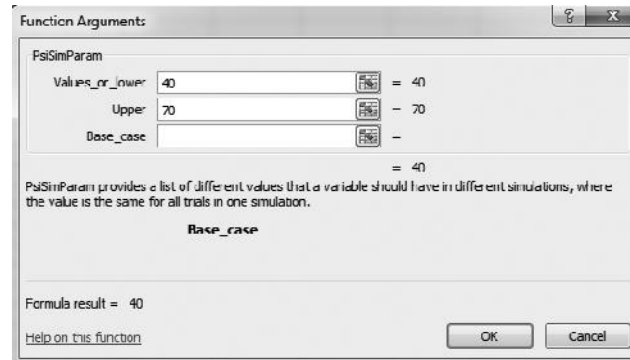 Function Arguments
? X
PsiSimParam
Values_or_lower 40 = 40
Upper 70 = 70
Base_case =
= 40
PsiSimParam provides a list of different values that a variable should have in different simulations, where
the value is the same for all trials in one simulation.
Base_case
Formula result = 40
Help on this function
OK Cancel